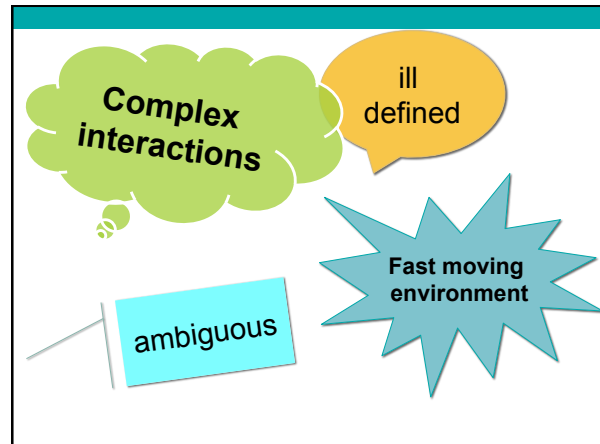 Complex
interactions
ill
defined
Fast moving
environment
ambiguous